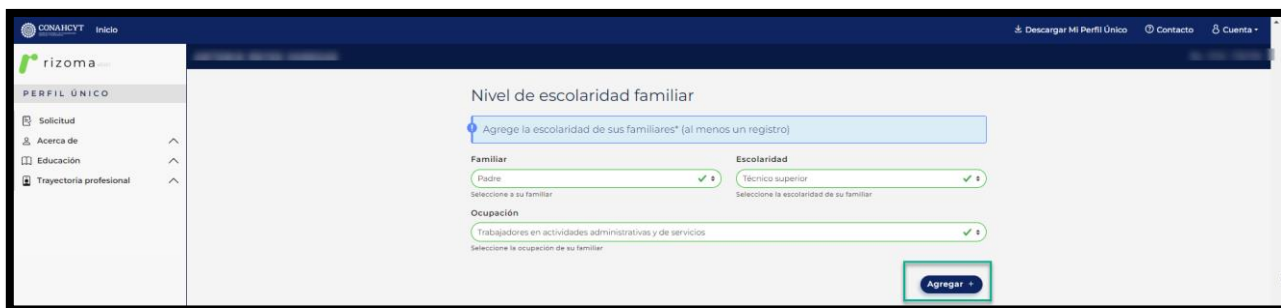 CONAHCYT Inicio Descargar Mi Perfil Único Contacto Cuenta
rizoma
PERFIL ÚNICO
Solicitud
Acerca de
Educación
Trayectoria profesional
Nivel de escolaridad familiar
Agrege la escolaridad de sus familiares* (al menos un registro)
Familiar Escolaridad
Padre Técnico superior
Seleccione a su familiar Seleccione la escolaridad de su familiar
Ocupación
Trabajadores en actividades administrativas y de servicios
Seleccione la ocupación de su familiar
Agregar +